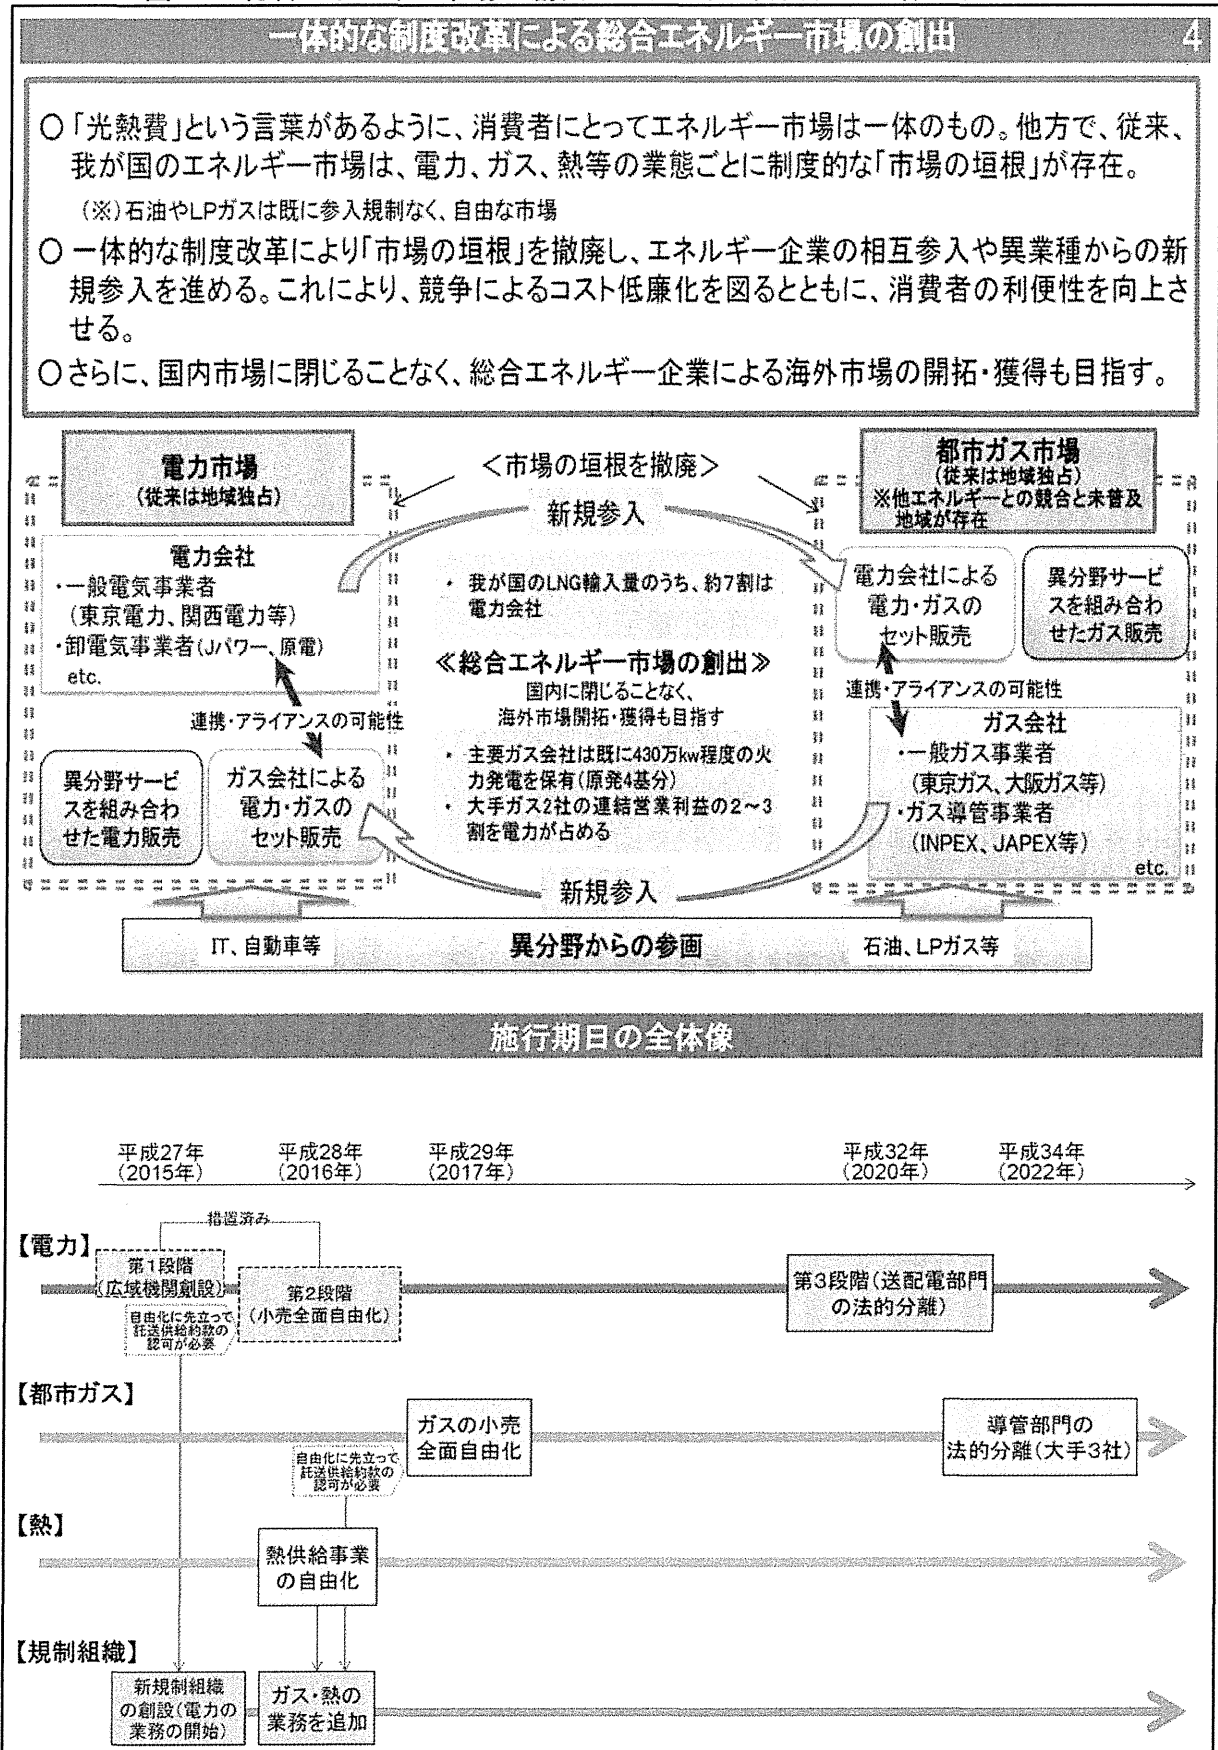 一体的な制度改革による総合エネルギー市場の創出
4
○「光熱費」という言葉があるように、消費者にとってエネルギー市場は一体のもの。他方で、従来、
我が国のエネルギー市場は、電力、ガス、熱等の業態ごとに制度的な「市場の垣根」が存在。
(※)石油やLPガスは既に参入規制なく、自由な市場
○ 一体的な制度改革により「市場の垣根」を撤廃し、エネルギー企業の相互参入や異業種からの新
規参入を進める。これにより、競争によるコスト低廉化を図るとともに、消費者の利便性を向上さ
せる。
○さらに、国内市場に閉じることなく、総合エネルギー企業による海外市場の開拓・獲得も目指す。
電力市場
(従来は地域独占)
＜市場の垣根を撤廃＞
都市ガス市場
(従来は地域独占)
※他エネルギーとの競合と未普及
地域が存在
新規参入
電力会社
・一般電気事業者
(東京電力、関西電力等)
・卸電気事業者(Jパワー、原電)
etc.
・我が国のLNG輸入量のうち、約7割は
電力会社
電力会社による
電力・ガスの
セット販売
異分野サービ
スを組み合わ
せたガス販売
≪総合エネルギー市場の創出≫
国内に閉じることなく、
海外市場開拓・獲得も目指す
連携・アライアンスの可能性
連携・アライアンスの可能性
異分野サービ
スを組み合わ
せた電力販売
ガス会社による
電力・ガスの
セット販売
・主要ガス会社は既に430万kw程度の火
力発電を保有(原発4基分)
・大手ガス2社の連結営業利益の2～3
割を電力が占める
ガス会社
・一般ガス事業者
(東京ガス、大阪ガス等)
・ガス導管事業者
(INPEX、JAPEX等)
etc.
新規参入
IT、自動車等
異分野からの参画
石油、LPガス等
施行期日の全体像
平成27年
(2015年)
平成28年
(2016年)
平成29年
(2017年)
平成32年
(2020年)
平成34年
(2022年)
措置済み
【電力】
第1段階
(広域機関創設)
第2段階
(小売全面自由化)
第3段階(送配電部門
の法的分離)
自由化に先立って
託送供給約款の
認可が必要
【都市ガス】
ガスの小売
全面自由化
導管部門の
法的分離(大手3社)
自由化に先立って
託送供給約款の
認可が必要
【熱】
熱供給事業
の自由化
【規制組織】
新規制組織
の創設(電力の
業務の開始)
ガス・熱の
業務を追加